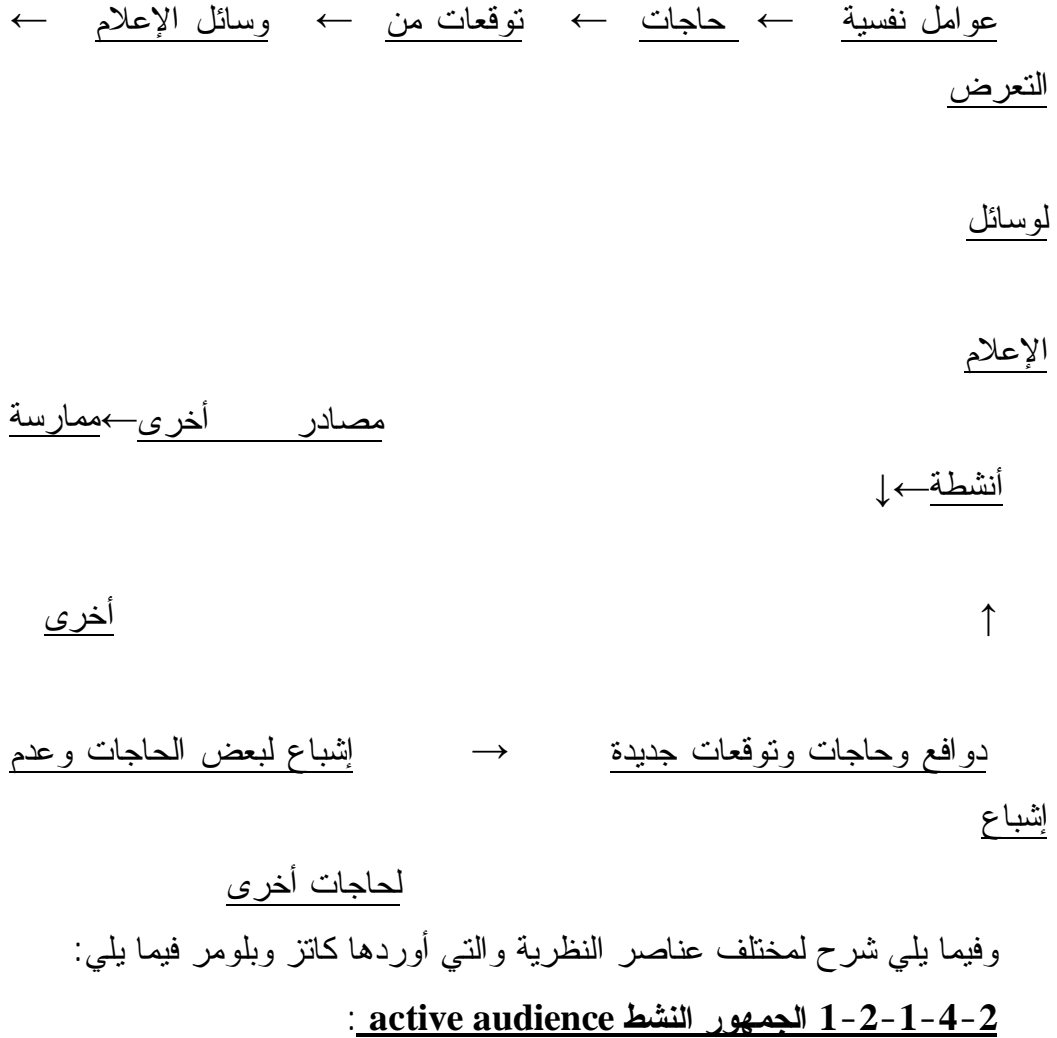 عوامل نفسية ← حاجات ← توقعات من ← وسائل الإعلام ←
التعرض
لوسائل
الإعلام
مصادر أخرى←ممارسة
أنشطة←↓
↑ أخرى
دوافع وحاجات وتوقعات جديدة → إشباع لبعض الحاجات وعدم
إشباع
لحاجات أخرى
وفيما يلي شرح لمختلف عناصر النظرية والتي أوردها كاتز وبلومر فيما يلي:
2-4-1-2-1 الجمهور النشط active audience :